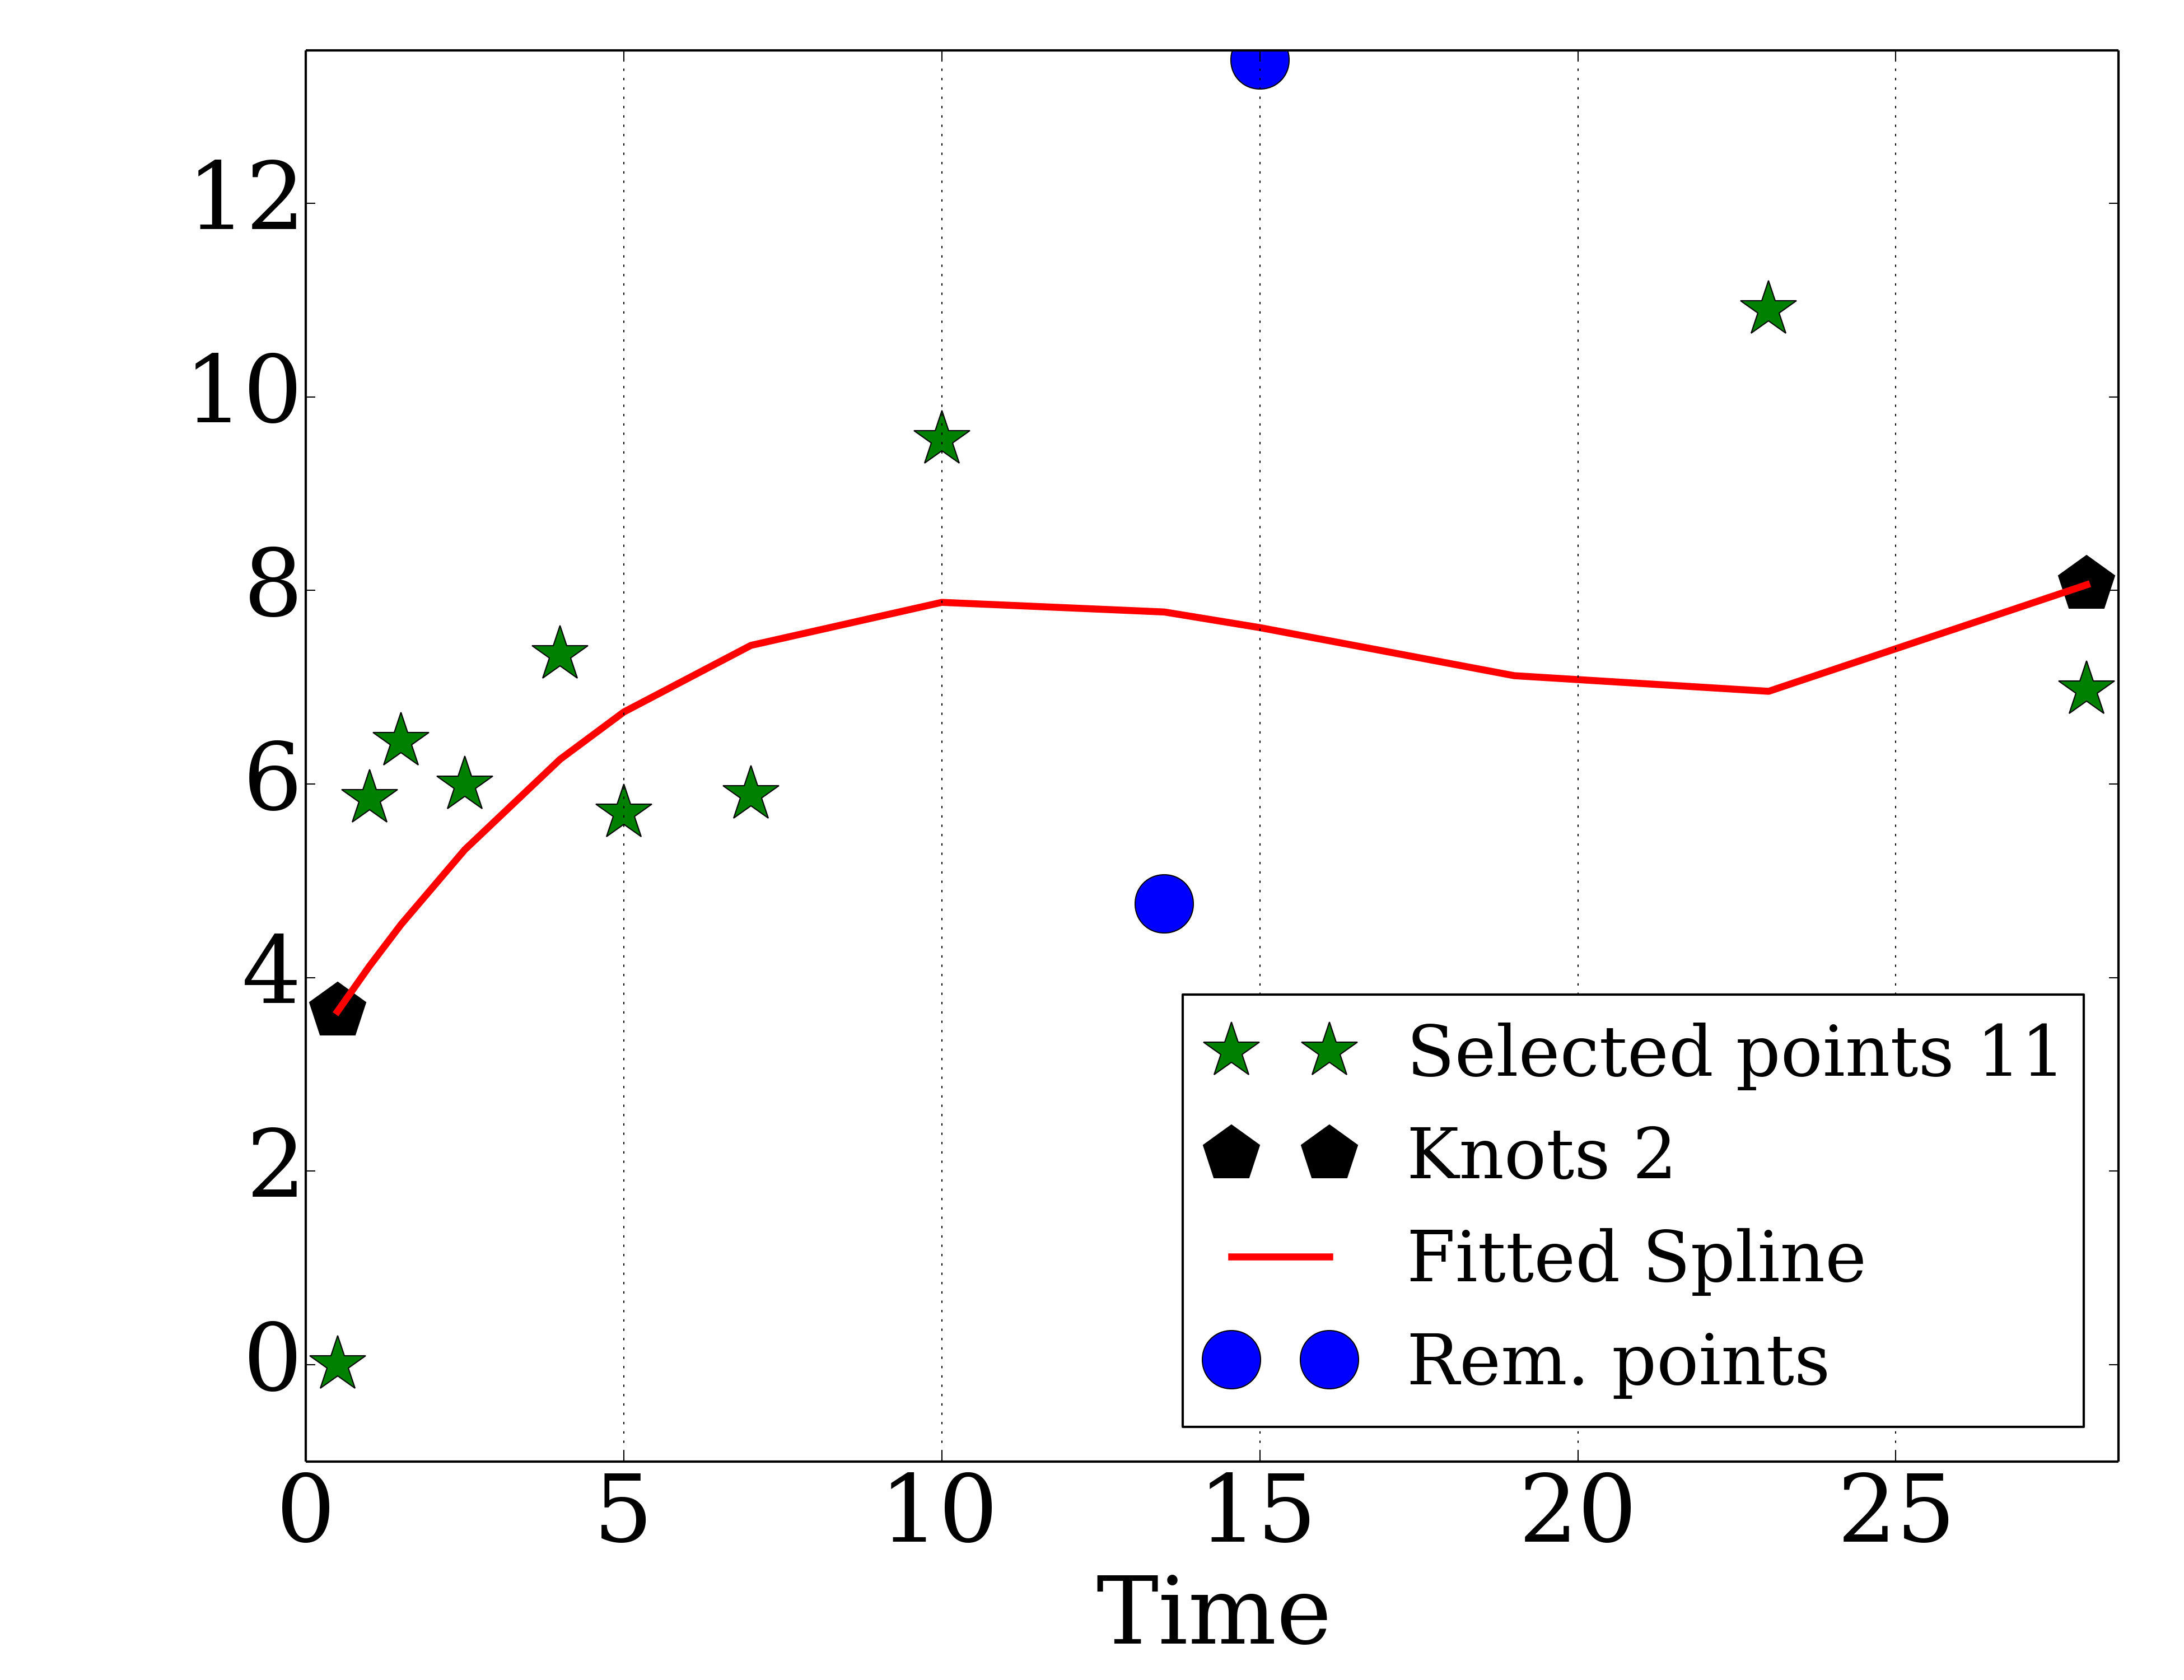 12
10
8
6
4
2
0
Selected points 11
Knots 2
Fitted Spline
Rem. points
0 5 10 15 20 25
Time